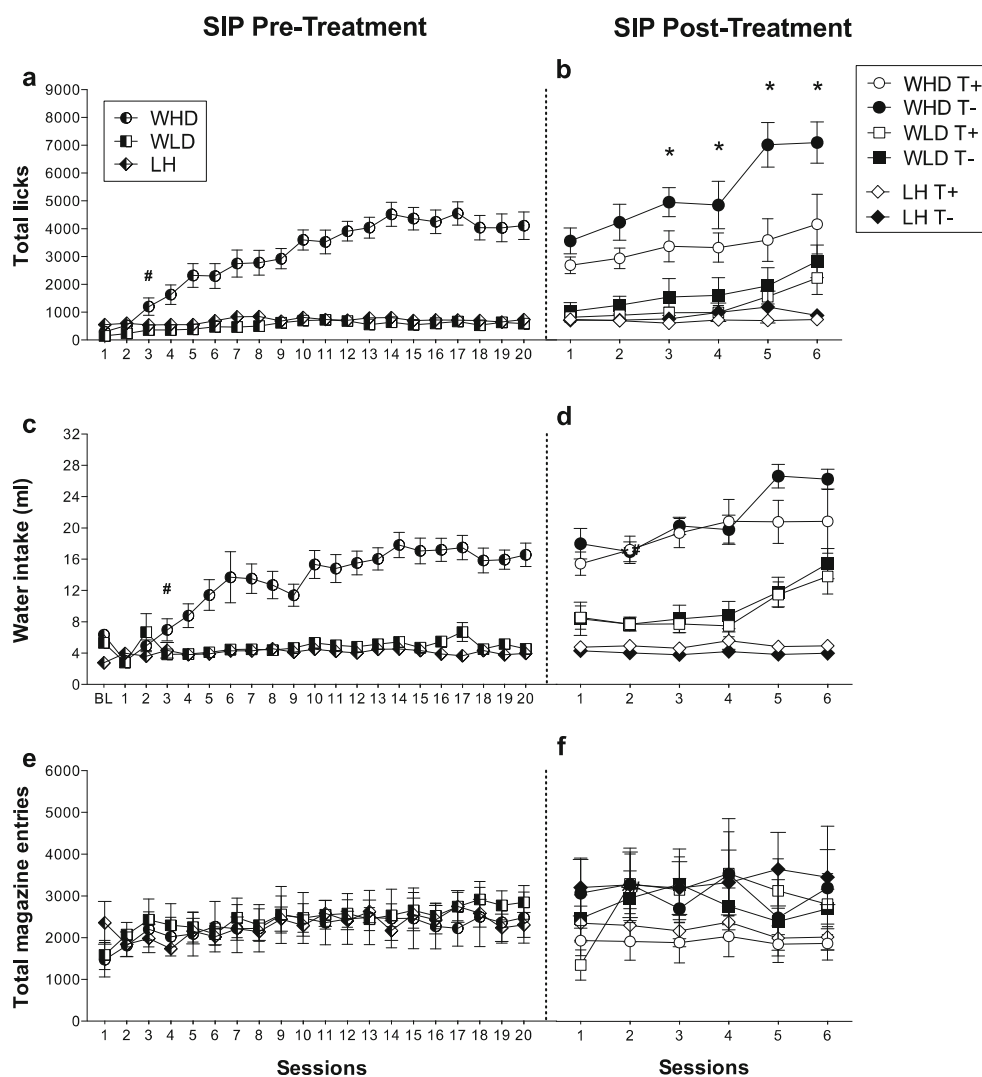 SIP Pre-Treatment
SIP Post-Treatment
a
Total licks
9000
8000
7000
6000
5000
4000
3000
2000
1000
0
WHD
WLD
LH
#
1 2 3 4 5 6 7 8 9 10 11 12 13 14 15 16 17 18 19 20
b
* * * *
1 2 3 4 5 6
WHD T+
WHD T-
WLD T+
WLD T-
LH T+
LH T-
c
Water intake (ml)
32
28
24
20
16
12
8
4
0
#
BL 1 2 3 4 5 6 7 8 9 10 11 12 13 14 15 16 17 18 19 20
d
#
1 2 3 4 5 6
e
Total magazine entries
6000
5000
4000
3000
2000
1000
0
1 2 3 4 5 6 7 8 9 10 11 12 13 14 15 16 17 18 19 20
Sessions
f
1 2 3 4 5 6
Sessions